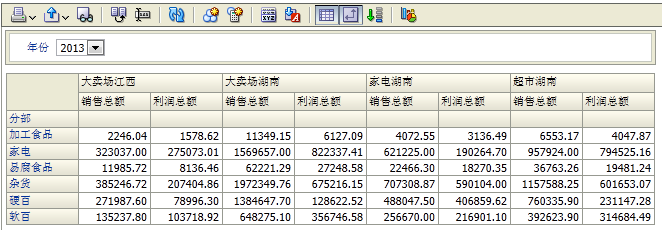 年份 2013
大卖场江西 大卖场湖南 家电湖南 超市湖南
销售总额 利润总额 销售总额 利润总额 销售总额 利润总额 销售总额 利润总额
分部
加工食品 2246.04 1578.62 11349.15 6127.09 4072.55 3136.49 6553.17 4047.87
家电 323037.00 275073.01 1569657.00 822337.41 621225.00 190264.70 957924.00 794525.16
易腐食品 11985.72 8136.46 62221.29 27248.58 22466.30 18270.35 36763.26 19481.24
杂货 385246.72 207404.86 1972349.76 675216.15 707308.87 590104.00 1157588.25 601653.07
硬百 271987.60 78996.30 1384647.70 128622.52 488047.50 406859.62 760335.90 231147.28
软百 135237.80 103718.92 648275.10 356746.58 256670.00 216901.10 392623.90 314684.49